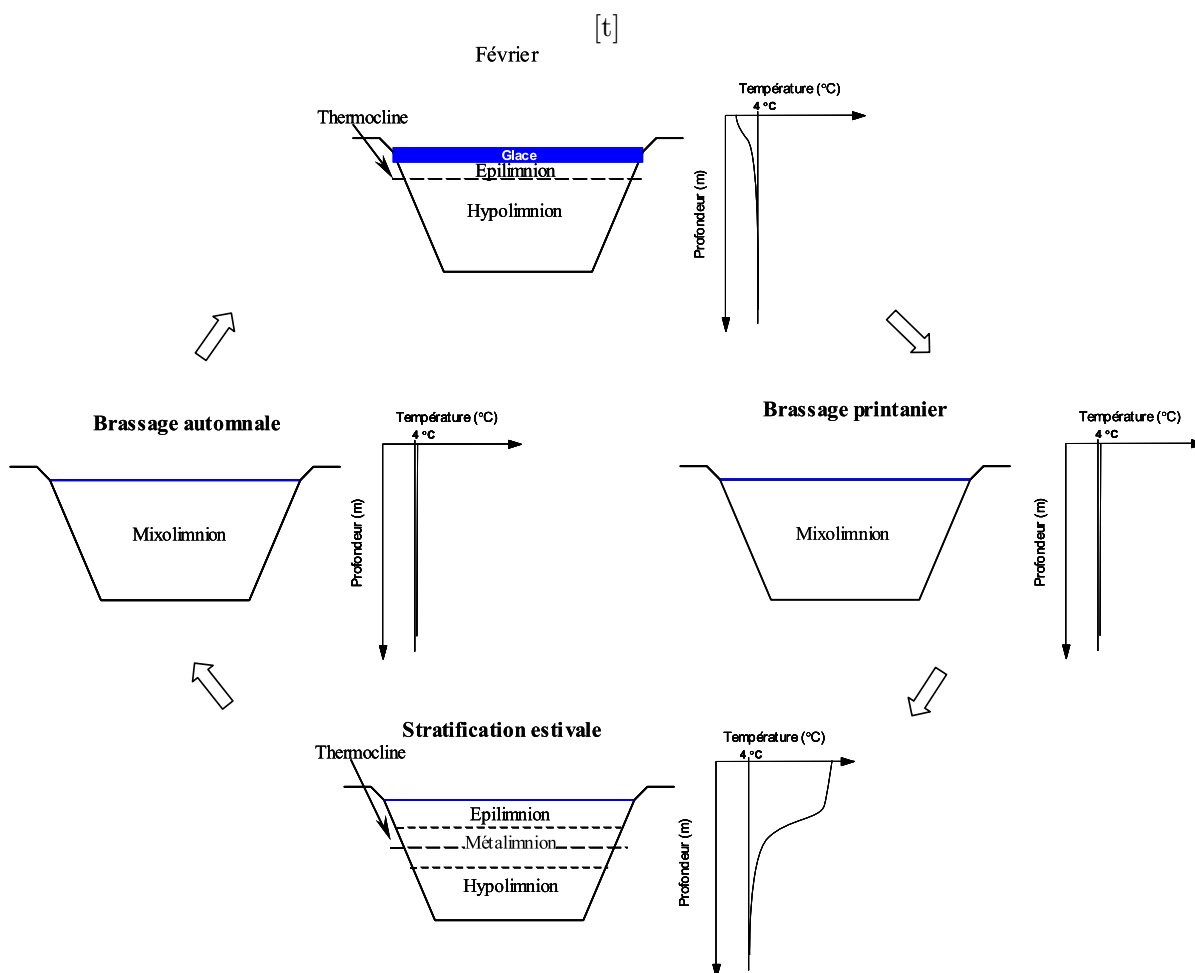 [t]
Février
Température (°C)
4 °C
Thermocline
Glace
Epilimnion
Hypolimnion
Profondeur (m)
Brassage automnale
Température (°C)
4 °C
Mixolimnion
Profondeur (m)
Brassage printanier
Température (°C)
4 °C
Mixolimnion
Profondeur (m)
Stratification estivale
Température (°C)
4 °C
Thermocline
Epilimnion
Métalimnion
Hypolimnion
Profondeur (m)